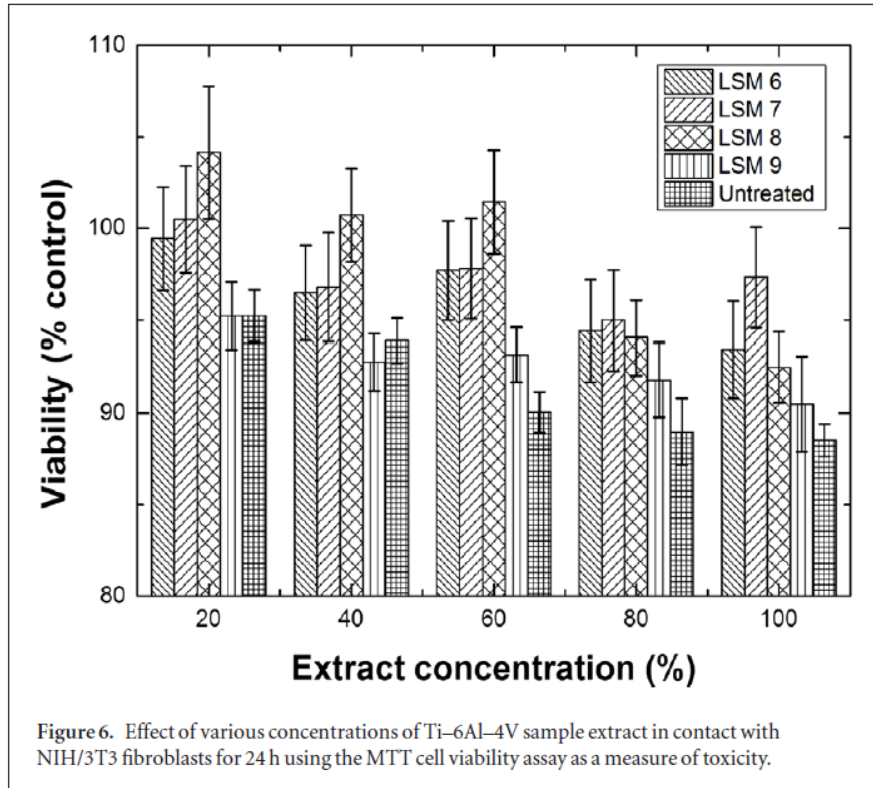 110
100
90
80
Viability (% control)
LSM 6
LSM 7
LSM 8
LSM 9
Untreated
20 40 60 80 100
Extract concentration (%)
Figure 6. Effect of various concentrations of Ti–6Al–4V sample extract in contact with
NIH/3T3 fibroblasts for 24 h using the MTT cell viability assay as a measure of toxicity.